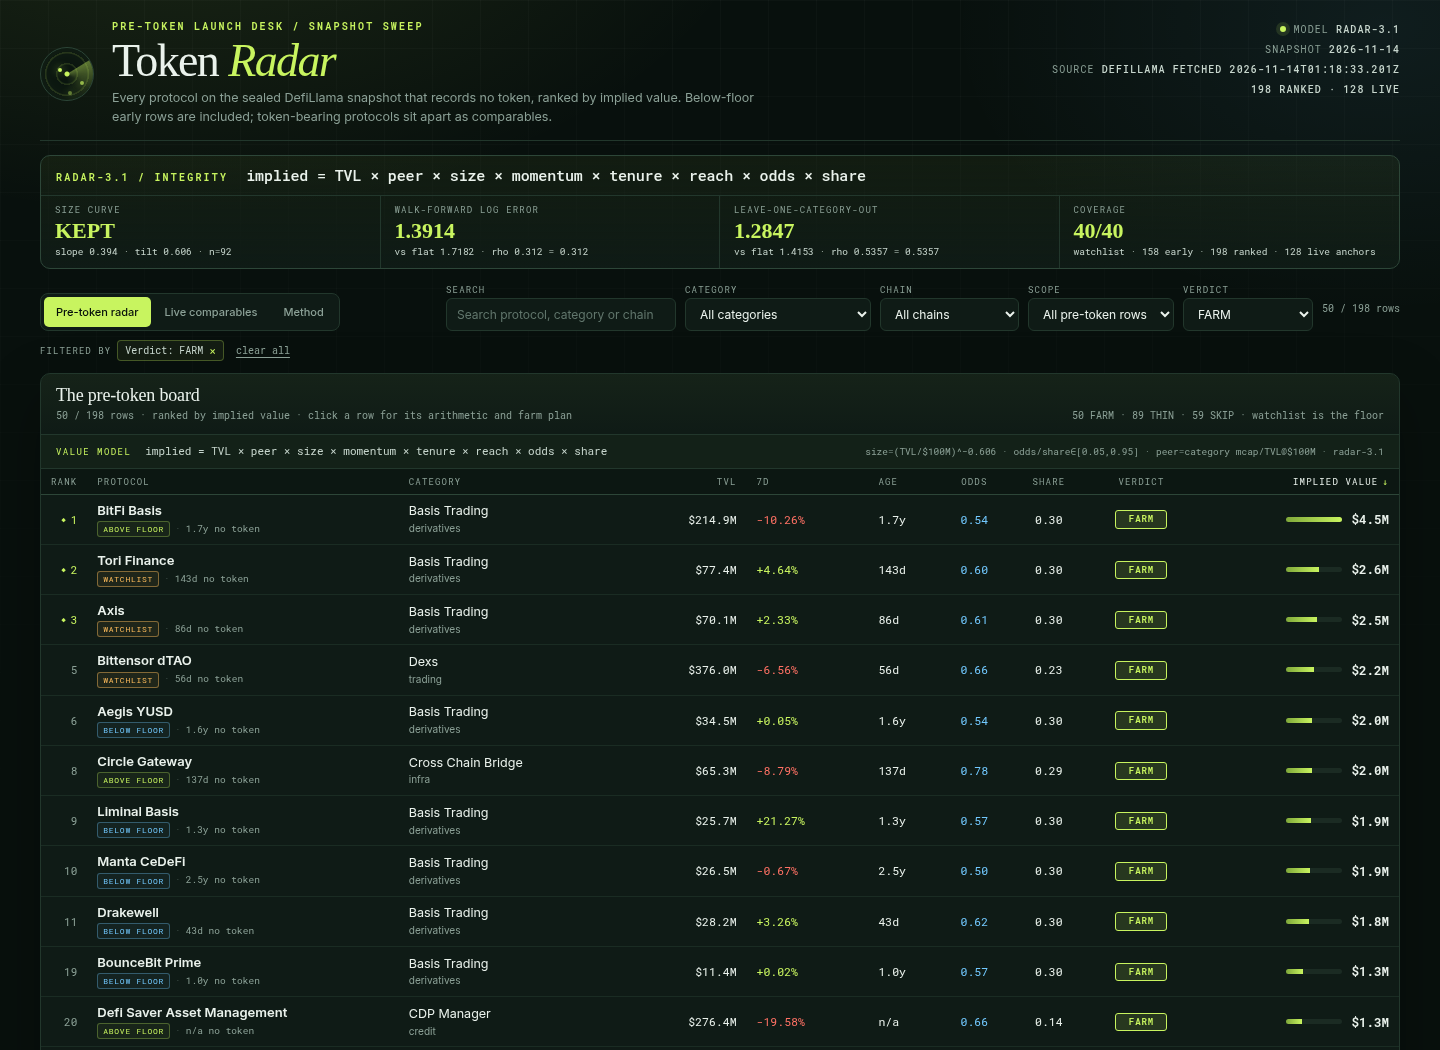 PRE-TOKEN LAUNCH DESK / SNAPSHOT SWEEP
Token Radar
Every protocol on the sealed DefiLlama snapshot that records no token, ranked by implied value. Below-floor
early rows are included; token-bearing protocols sit apart as comparables.
MODEL RADAR-3.1
SNAPSHOT 2026-11-14
SOURCE DEFILLAMA FETCHED 2026-11-14T01:18:33.201Z
198 RANKED · 128 LIVE
RADAR-3.1 / INTEGRITY implied = TVL × peer × size × momentum × tenure × reach × odds × share
SIZE CURVE
KEPT
slope 0.394 · tilt 0.606 · n=92
WALK-FORWARD LOG ERROR
1.3914
vs flat 1.7182 · rho 0.312 = 0.312
LEAVE-ONE-CATEGORY-OUT
1.2847
vs flat 1.4153 · rho 0.5357 = 0.5357
COVERAGE
40/40
watchlist · 158 early · 198 ranked · 128 live anchors
Pre-token radar Live comparables Method
SEARCH
Search protocol, category or chain
CATEGORY
All categories
CHAIN
All chains
SCOPE
All pre-token rows
VERDICT
FARM
50 / 198 rows
FILTERED BY Verdict: FARM × clear all
The pre-token board
50 / 198 rows · ranked by implied value · click a row for its arithmetic and farm plan
50 FARM · 89 THIN · 59 SKIP · watchlist is the floor
VALUE MODEL implied = TVL × peer × size × momentum × tenure × reach × odds × share
size=(TVL/$100M)^-0.606 · odds/share∈[0.05,0.95] · peer=category mcap/TVL@$100M · radar-3.1
RANK PROTOCOL CATEGORY TVL 7D AGE ODDS SHARE VERDICT IMPLIED VALUE ↓
◆ 1 BitFi Basis Basis Trading $214.9M -10.26% 1.7y 0.54 0.30 FARM $4.5M
ABOVE FLOOR · 1.7y no token derivatives
◆ 2 Tori Finance Basis Trading $77.4M +4.64% 143d 0.60 0.30 FARM $2.6M
WATCHLIST · 143d no token derivatives
◆ 3 Axis Basis Trading $70.1M +2.33% 86d 0.61 0.30 FARM $2.5M
WATCHLIST · 86d no token derivatives
5 Bittensor dTAO Dexs $376.0M -6.56% 56d 0.66 0.23 FARM $2.2M
WATCHLIST · 56d no token trading
6 Aegis YUSD Basis Trading $34.5M +0.05% 1.6y 0.54 0.30 FARM $2.0M
BELOW FLOOR · 1.6y no token derivatives
8 Circle Gateway Cross Chain Bridge $65.3M -8.79% 137d 0.78 0.29 FARM $2.0M
ABOVE FLOOR · 137d no token infra
9 Liminal Basis Basis Trading $25.7M +21.27% 1.3y 0.57 0.30 FARM $1.9M
BELOW FLOOR · 1.3y no token derivatives
10 Manta CeDeFi Basis Trading $26.5M -0.67% 2.5y 0.50 0.30 FARM $1.9M
BELOW FLOOR · 2.5y no token derivatives
11 Drakewell Basis Trading $28.2M +3.26% 43d 0.62 0.30 FARM $1.8M
BELOW FLOOR · 43d no token derivatives
19 BounceBit Prime Basis Trading $11.4M +0.02% 1.0y 0.57 0.30 FARM $1.3M
BELOW FLOOR · 1.0y no token derivatives
20 Defi Saver Asset Management CDP Manager $276.4M -19.58% n/a 0.66 0.14 FARM $1.3M
ABOVE FLOOR · n/a no token credit